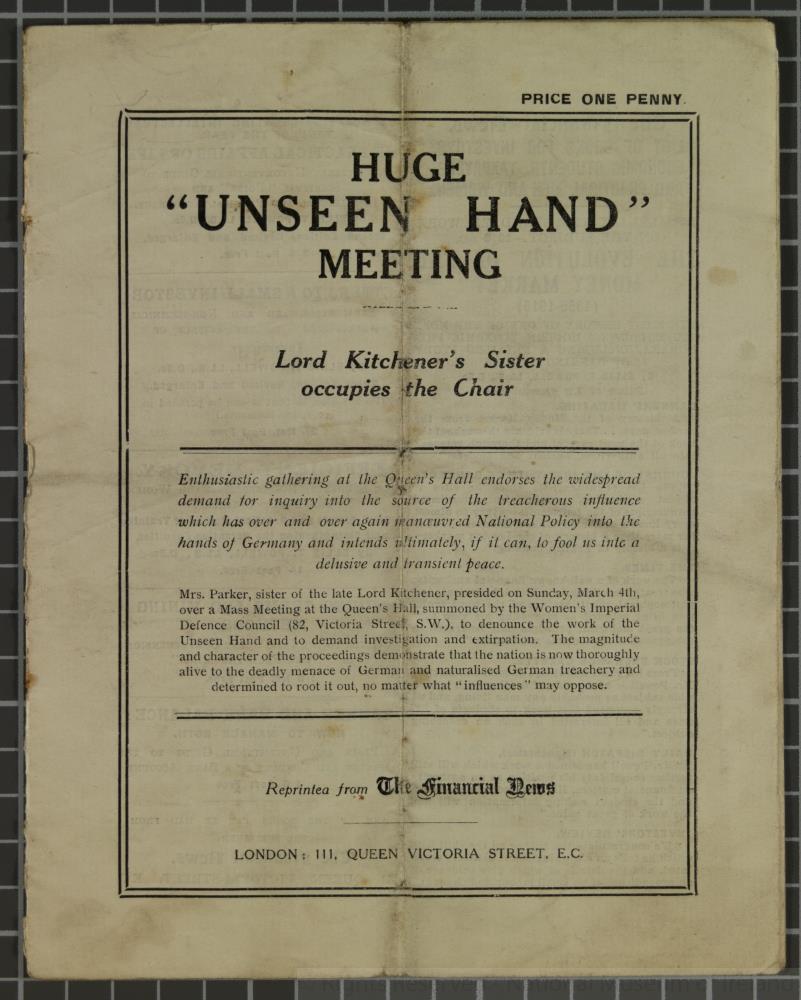 PRICE ONE PENNY.
HUGE
"UNSEEN HAND"
MEETING
Lord Kitchener's Sister
occupies the Chair
Enthusiastic gathering at the Queen's Hall endorses the widespread
demand for inquiry into the source of the treacherous influence
which has over and over again manœuvred National Policy into the
hands of Germany and intends ultimately, if it can, to fool us into a
delusive and transient peace.
Mrs. Parker, sister of the late Lord Kitchener, presided on Sunday, March 4th,
over a Mass Meeting at the Queen's Hall, summoned by the Women's Imperial
Defence Council (82, Victoria Street, S.W.), to denounce the work of the
Unseen Hand and to demand investigation and extirpation. The magnitude
and character of the proceedings demonstrate that the nation is now thoroughly
alive to the deadly menace of German and naturalised German treachery and
determined to root it out, no matter what "influences" may oppose.
Reprinted from The Financial News
LONDON: 111, QUEEN VICTORIA STREET, E.C.
© Rights Reserved - National Museum of Ireland